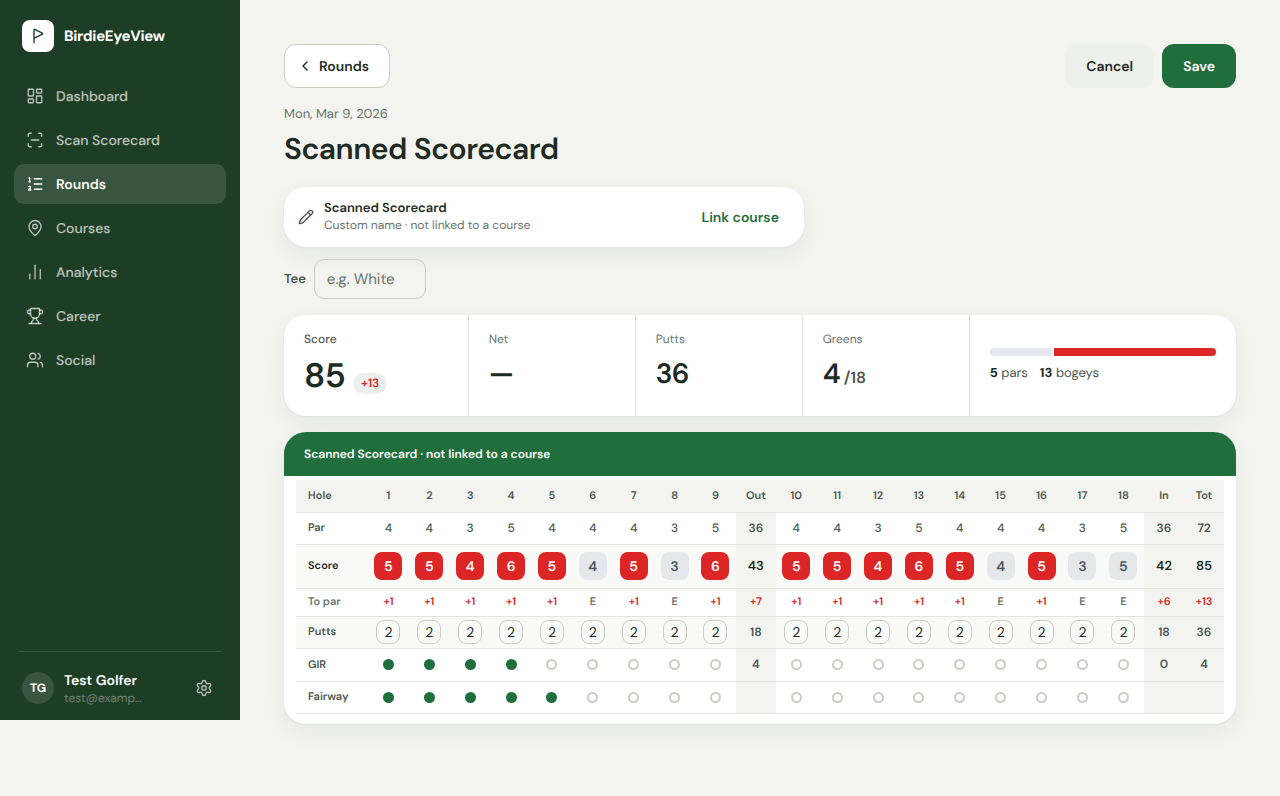 BirdieEyeView
Dashboard
Scan Scorecard
Rounds
Courses
Analytics
Career
Social
TG
Test Golfer
test@examp...
Rounds
Cancel
Save
Mon, Mar 9, 2026
Scanned Scorecard
Scanned Scorecard
Custom name · not linked to a course
Link course
Tee e.g. White
Score
85 +13
Net
—
Putts
36
Greens
4 /18
5 pars 13 bogeys
Scanned Scorecard · not linked to a course
Hole 1 2 3 4 5 6 7 8 9 Out 10 11 12 13 14 15 16 17 18 In Tot
Par 4 4 3 5 4 4 4 3 5 36 4 4 3 5 4 4 4 3 5 36 72
Score 5 5 4 6 5 4 5 3 6 43 5 5 4 6 5 4 5 3 5 42 85
To par +1 +1 +1 +1 +1 E +1 E +1 +7 +1 +1 +1 +1 +1 E +1 E E +6 +13
Putts 2 2 2 2 2 2 2 2 2 18 2 2 2 2 2 2 2 2 2 18 36
GIR 4 0 4
Fairway